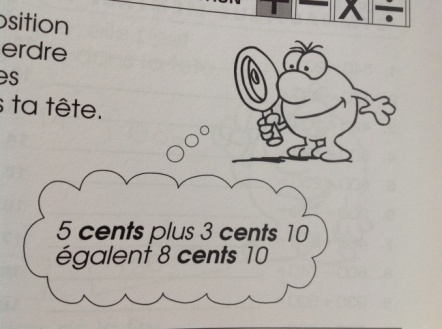 + − X ÷
osition
erdre
es
s ta tête.
5 cents plus 3 cents 10
égalent 8 cents 10